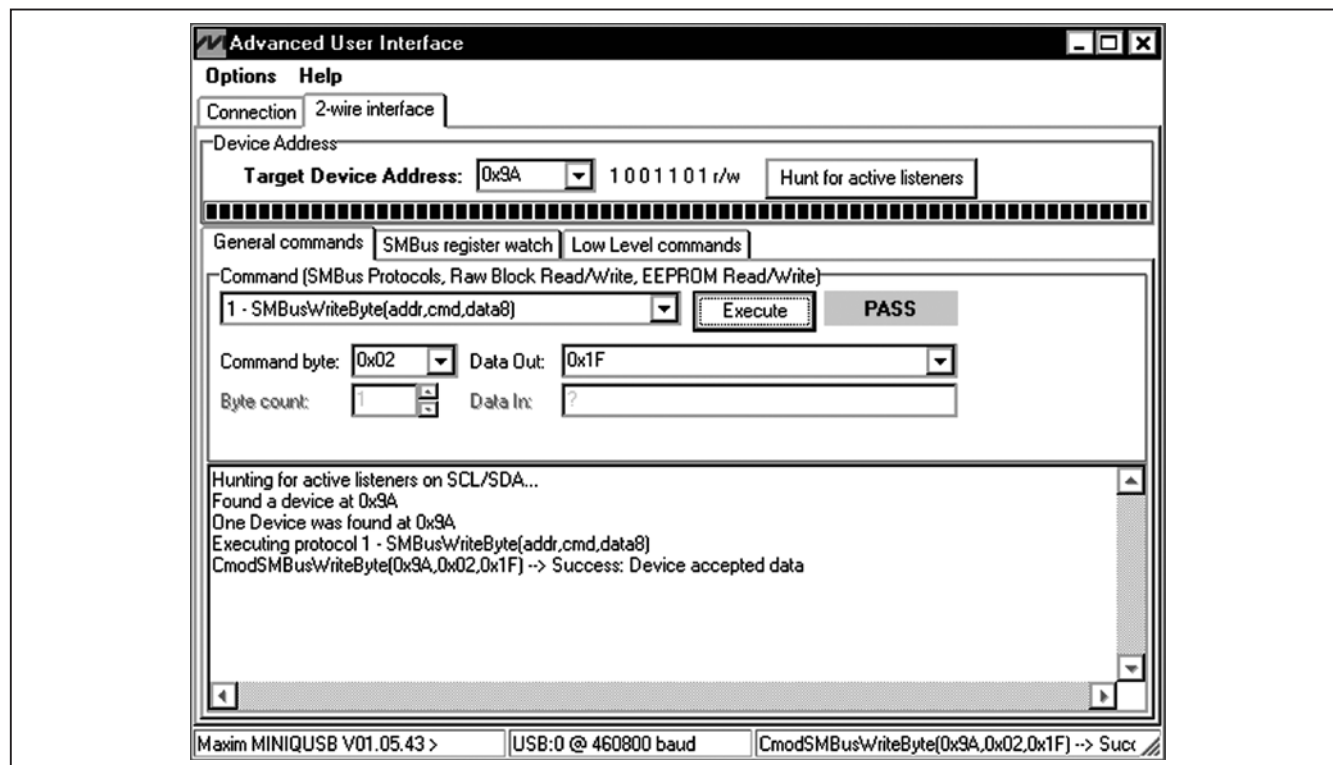 Advanced User Interface
Options Help
Connection 2-wire interface
Device Address
Target Device Address: 0x9A 1 0 0 1 1 0 1 r/w Hunt for active listeners
General commands SMBus register watch Low Level commands
Command (SMBus Protocols, Raw Block Read/Write, EEPROM Read/Write)
1 - SMBusWriteByte(addr,cmd,data8) Execute PASS
Command byte: 0x02 Data Out: 0x1F
Byte count: 1 Data In: ?
Hunting for active listeners on SCL/SDA...
Found a device at 0x9A
One Device was found at 0x9A
Executing protocol 1 - SMBusWriteByte(addr,cmd,data8)
CmodSMBusWriteByte(0x9A,0x02,0x1F) --> Success: Device accepted data
Maxim MINIQUSB V01.05.43 > USB:0 @ 460800 baud CmodSMBusWriteByte(0x9A,0x02,0x1F) --> Succ